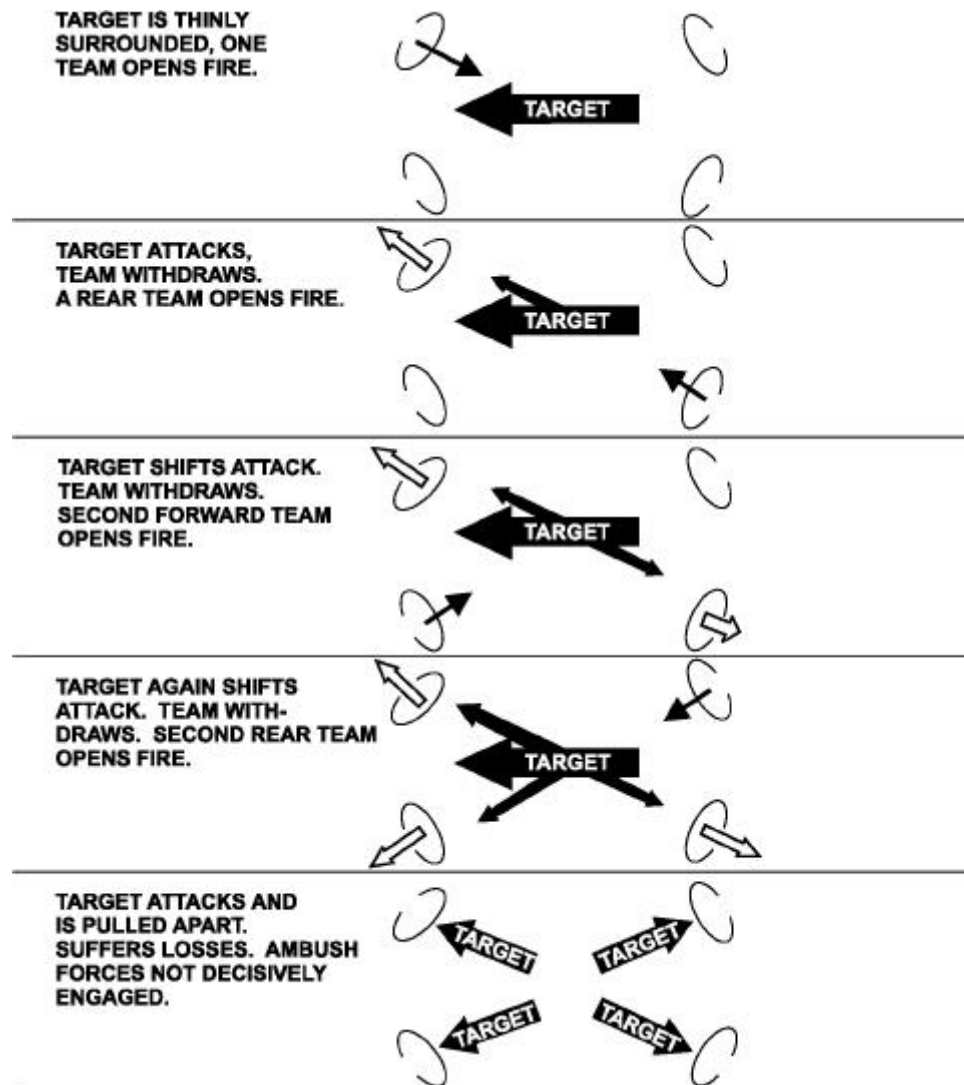 TARGET IS THINLY
SURROUNDED, ONE
TEAM OPENS FIRE.
TARGET
TARGET ATTACKS,
TEAM WITHDRAWS.
A REAR TEAM OPENS FIRE.
TARGET
TARGET SHIFTS ATTACK.
TEAM WITHDRAWS.
SECOND FORWARD TEAM
OPENS FIRE.
TARGET
TARGET AGAIN SHIFTS
ATTACK. TEAM WITH-
DRAWS. SECOND REAR TEAM
OPENS FIRE.
TARGET
TARGET ATTACKS AND
IS PULLED APART.
SUFFERS LOSSES. AMBUSH
FORCES NOT DECISIVELY
ENGAGED.
TARGET
TARGET
TARGET
TARGET